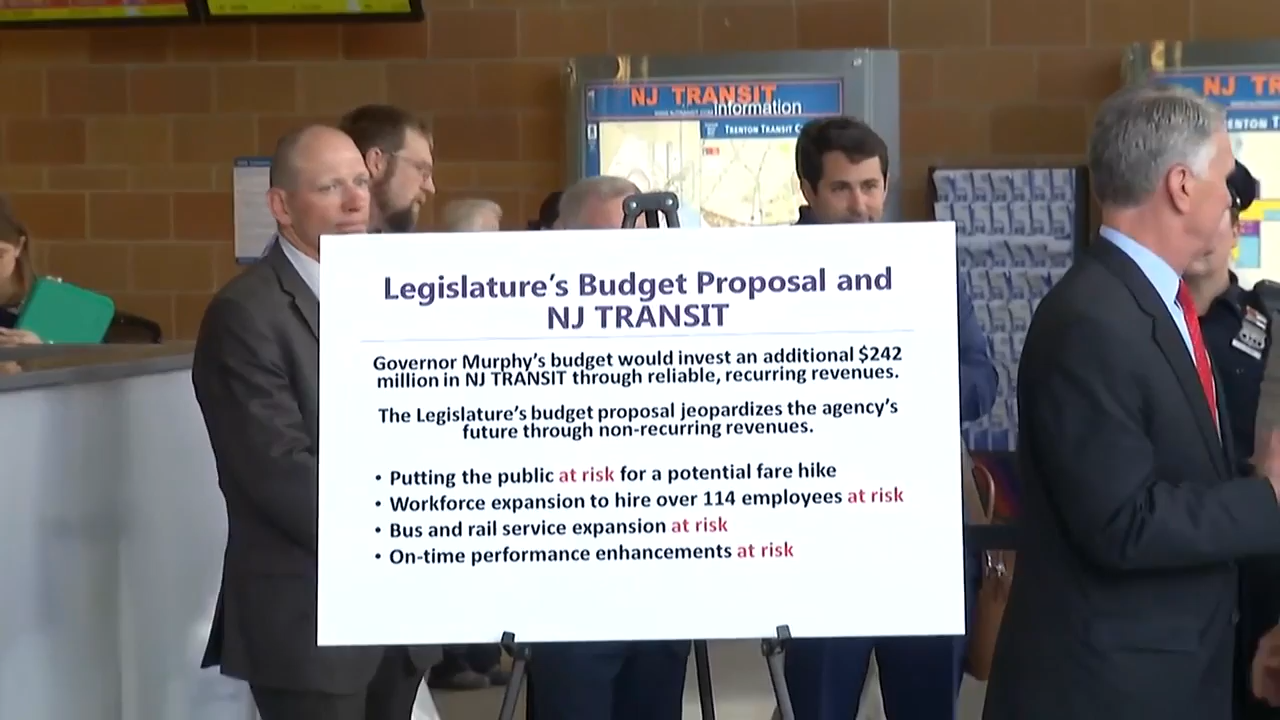 NJ TRANSIT
information
TRENTON TRANSIT C
NJ TR
ENTON T
Legislature's Budget Proposal and
NJ TRANSIT
Governor Murphy's budget would invest an additional $242
million in NJ TRANSIT through reliable, recurring revenues.
The Legislature's budget proposal jeopardizes the agency's
future through non-recurring revenues.
• Putting the public at risk for a potential fare hike
• Workforce expansion to hire over 114 employees at risk
• Bus and rail service expansion at risk
• On-time performance enhancements at risk